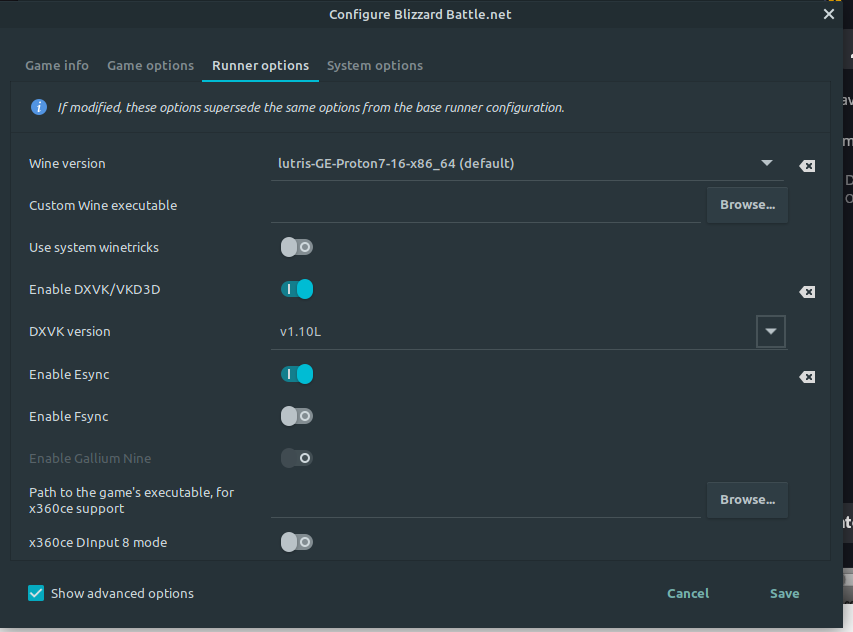 Configure Blizzard Battle.net
Game info Game options Runner options System options
If modified, these options supersede the same options from the base runner configuration.
Wine version lutris-GE-Proton7-16-x86_64 (default)
Custom Wine executable Browse...
Use system winetricks
Enable DXVK/VKD3D
DXVK version v1.10L
Enable Esync
Enable Fsync
Enable Gallium Nine
Path to the game's executable, for
x360ce support Browse...
x360ce DInput 8 mode
Show advanced options Cancel Save